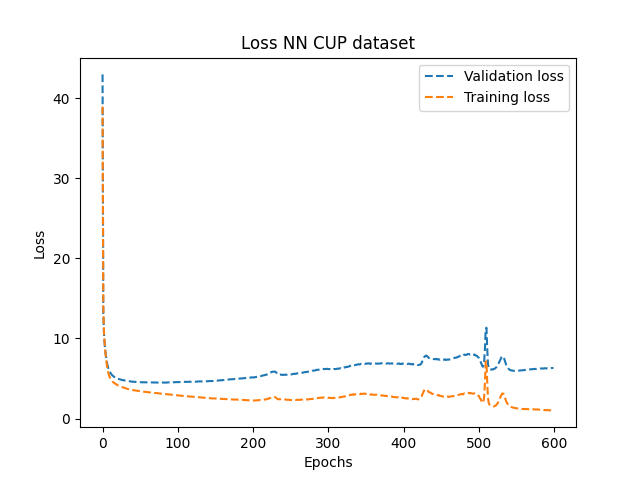 Loss NN CUP dataset
Validation loss
Training loss
40
30
20
10
0
Loss
0 100 200 300 400 500 600
Epochs